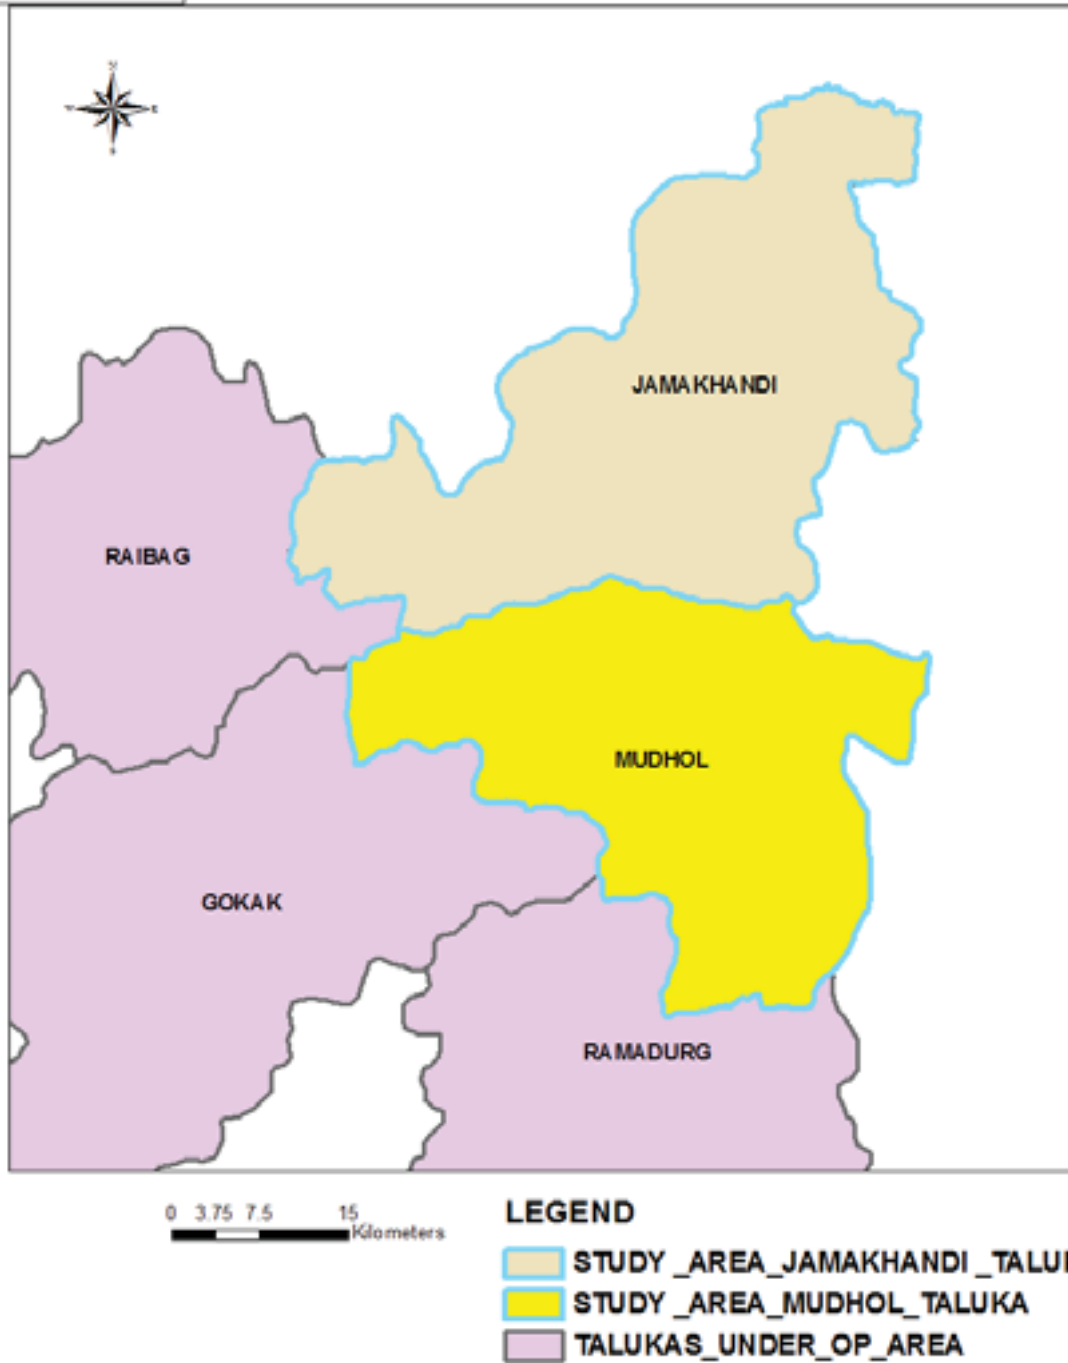 JAMAKHANDI
RAIBAG
MUDHOL
GOKAK
RAMADURG
0 3.75 7.5 15
Kilometers
LEGEND
STUDY _AREA_JAMAKHANDI _TALU
STUDY _AREA_MUDHOL_TALUKA
TALUKAS_UNDER_OP_AREA